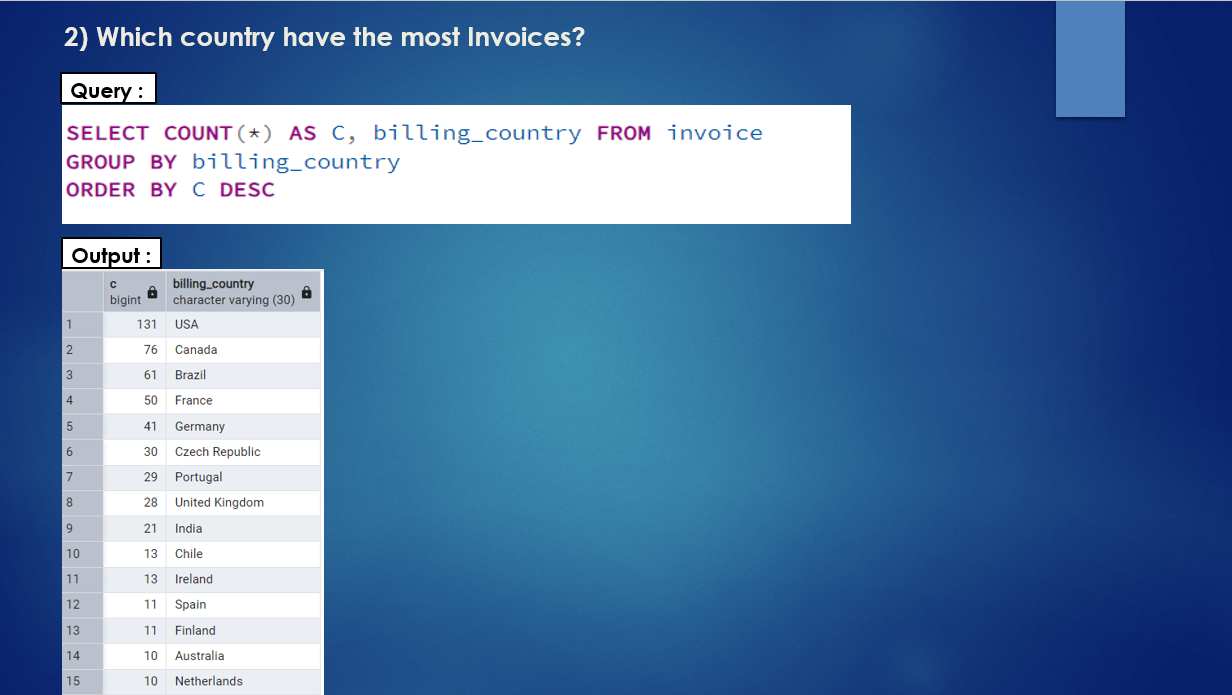 2) Which country have the most Invoices?
Query :
SELECT COUNT(*) AS C, billing_country FROM invoice
GROUP BY billing_country
ORDER BY C DESC
Output :
c billing_country
bigint character varying (30)
1 131 USA
2 76 Canada
3 61 Brazil
4 50 France
5 41 Germany
6 30 Czech Republic
7 29 Portugal
8 28 United Kingdom
9 21 India
10 13 Chile
11 13 Ireland
12 11 Spain
13 11 Finland
14 10 Australia
15 10 Netherlands